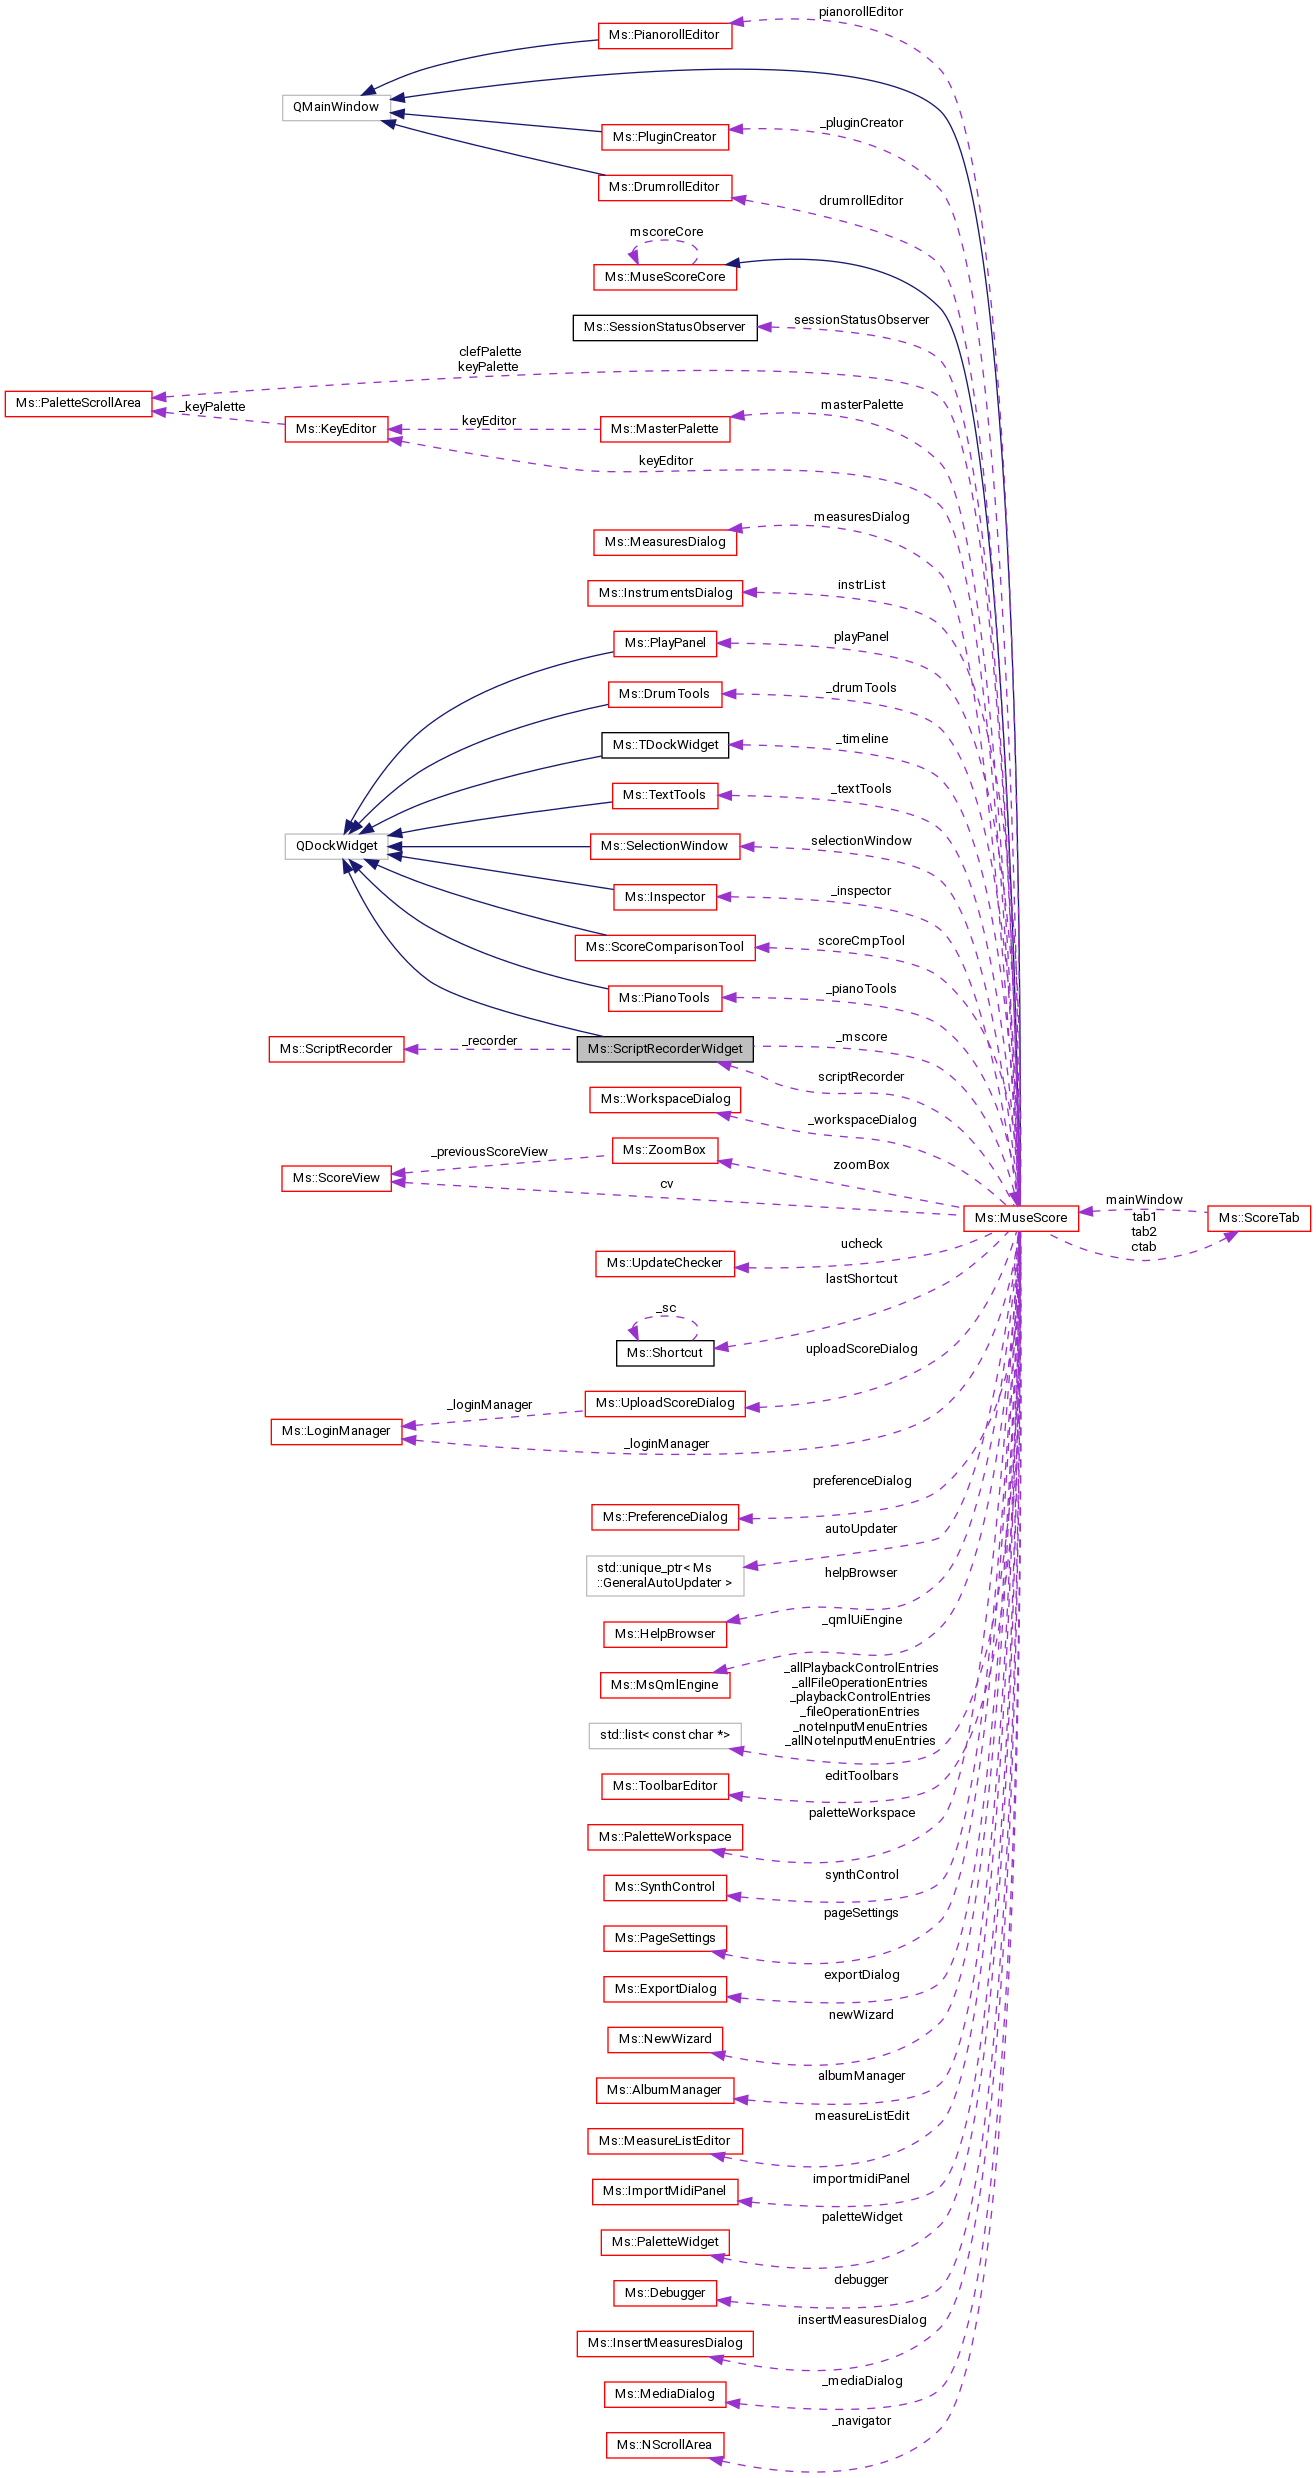 pianorollEditor
Ms::PianorollEditor
QMainWindow
_pluginCreator
Ms::PluginCreator
Ms::DrumrollEditor
drumrollEditor
mscoreCore
Ms::MuseScoreCore
sessionStatusObserver
Ms::SessionStatusObserver
clefPalette
keyPalette
Ms::PaletteScrollArea
_keyPalette
masterPalette
keyEditor
Ms::KeyEditor
Ms::MasterPalette
keyEditor
measuresDialog
Ms::MeasuresDialog
instrList
Ms::InstrumentsDialog
playPanel
Ms::PlayPanel
_drumTools
Ms::DrumTools
_timeline
Ms::TDockWidget
_textTools
Ms::TextTools
selectionWindow
QDockWidget
Ms::SelectionWindow
_inspector
Ms::Inspector
scoreCmpTool
Ms::ScoreComparisonTool
_pianoTools
Ms::PianoTools
_recorder
_mscore
Ms::ScriptRecorder
Ms::ScriptRecorderWidget
scriptRecorder
Ms::WorkspaceDialog
_workspaceDialog
_previousScoreView
Ms::ZoomBox
zoomBox
Ms::ScoreView
cv
mainWindow
Ms::MuseScore
tab1
Ms::ScoreTab
tab2
ctab
ucheck
Ms::UpdateChecker
lastShortcut
_sc
Ms::Shortcut
uploadScoreDialog
_loginManager
Ms::UploadScoreDialog
Ms::LoginManager
_loginManager
preferenceDialog
Ms::PreferenceDialog
autoUpdater
std::unique_ptr< Ms
::GeneralAutoUpdater >
helpBrowser
_qmlUiEngine
Ms::HelpBrowser
_allPlaybackControlEntries
Ms::MsQmlEngine
_allFileOperationEntries
_playbackControlEntries
_fileOperationEntries
_noteInputMenuEntries
std::list< const char *>
_allNoteInputMenuEntries
editToolbars
Ms::ToolbarEditor
paletteWorkspace
Ms::PaletteWorkspace
synthControl
Ms::SynthControl
pageSettings
Ms::PageSettings
exportDialog
Ms::ExportDialog
newWizard
Ms::NewWizard
albumManager
Ms::AlbumManager
measureListEdit
Ms::MeasureListEditor
importmidiPanel
Ms::ImportMidiPanel
paletteWidget
Ms::PaletteWidget
debugger
Ms::Debugger
insertMeasuresDialog
Ms::InsertMeasuresDialog
_mediaDialog
Ms::MediaDialog
_navigator
Ms::NScrollArea